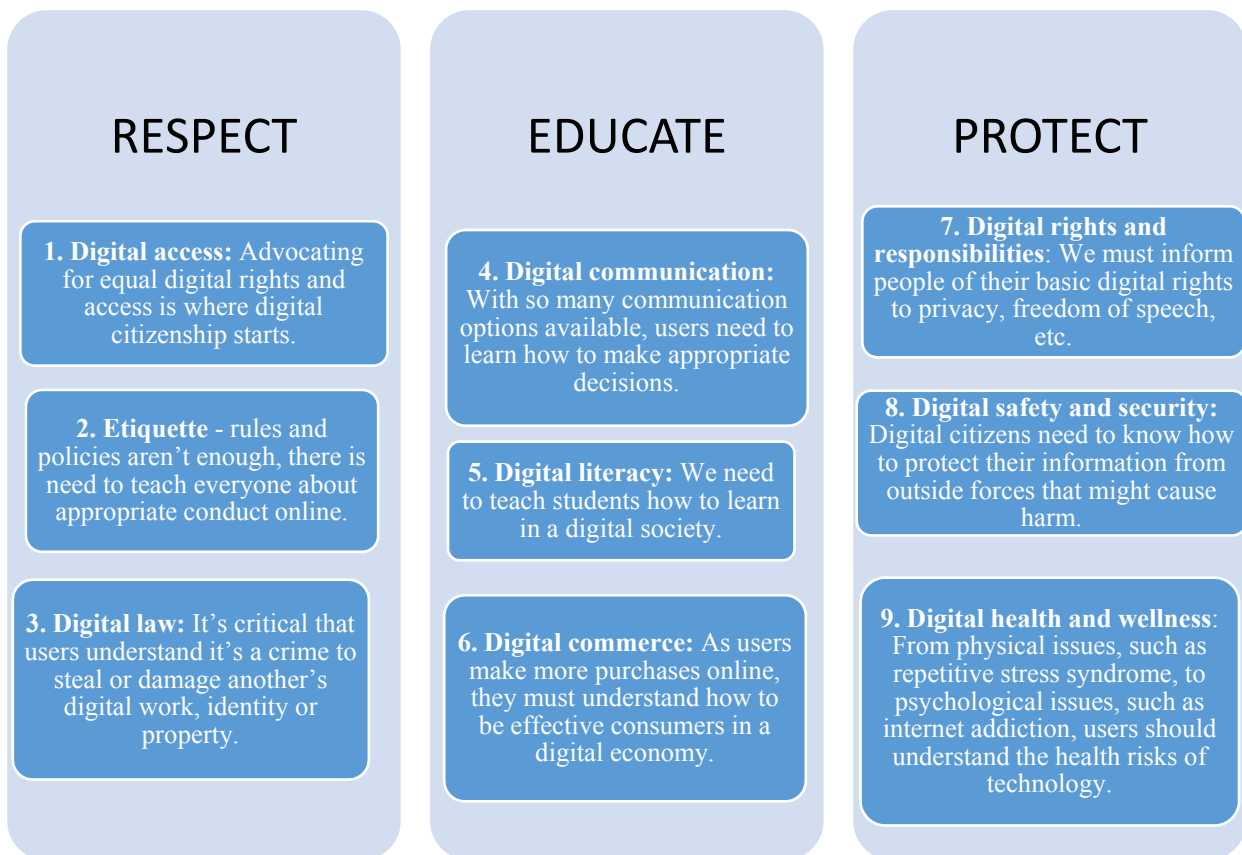 RESPECT
1. Digital access: Advocating
for equal digital rights and
access is where digital
citizenship starts.
2. Etiquette - rules and
policies aren’t enough, there is
need to teach everyone about
appropriate conduct online.
3. Digital law: It’s critical that
users understand it’s a crime to
steal or damage another’s
digital work, identity or
property.
EDUCATE
4. Digital communication:
With so many communication
options available, users need to
learn how to make appropriate
decisions.
5. Digital literacy: We need
to teach students how to learn
in a digital society.
6. Digital commerce: As users
make more purchases online,
they must understand how to
be effective consumers in a
digital economy.
PROTECT
7. Digital rights and
responsibilities: We must inform
people of their basic digital rights
to privacy, freedom of speech,
etc.
8. Digital safety and security:
Digital citizens need to know how
to protect their information from
outside forces that might cause
harm.
9. Digital health and wellness:
From physical issues, such as
repetitive stress syndrome, to
psychological issues, such as
internet addiction, users should
understand the health risks of
technology.